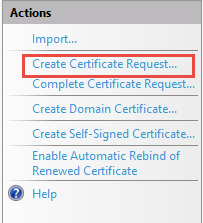 Actions
Import...
Create Certificate Request...
Complete Certificate Request...
Create Domain Certificate...
Create Self-Signed Certificate...
Enable Automatic Rebind of
Renewed Certificate
Help